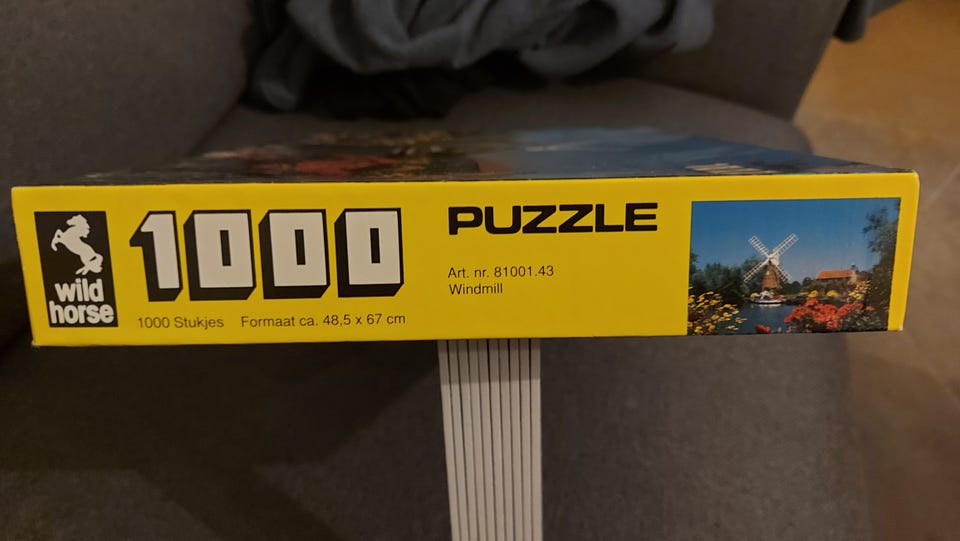 wild
horse
1000
1000 Stukjes Formaat ca. 48,5 x 67 cm
PUZZLE
Art. nr. 81001.43
Windmill